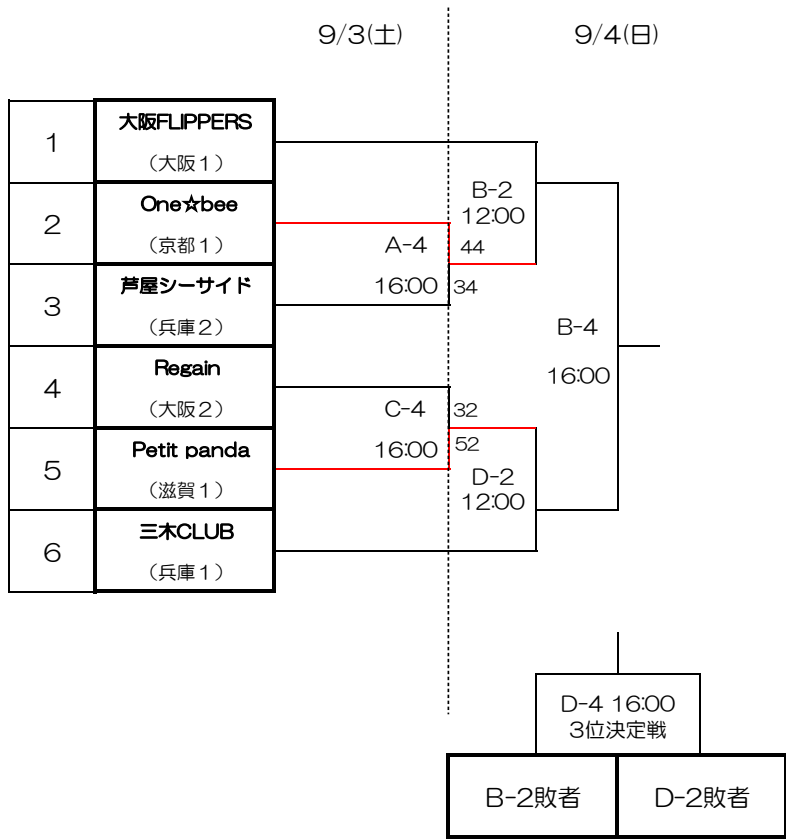 9/3(土)
9/4(日)
1
大阪FLIPPERS
(大阪1)
2
One☆bee
(京都1)
3
芦屋シーサイド
(兵庫2)
4
Regain
(大阪2)
5
Petit panda
(滋賀1)
6
三木CLUB
(兵庫1)
A-4
16:00
44
34
C-4
16:00
32
52
B-2
12:00
D-2
12:00
B-4
16:00
D-4 16:00
3位決定戦
B-2敗者
D-2敗者